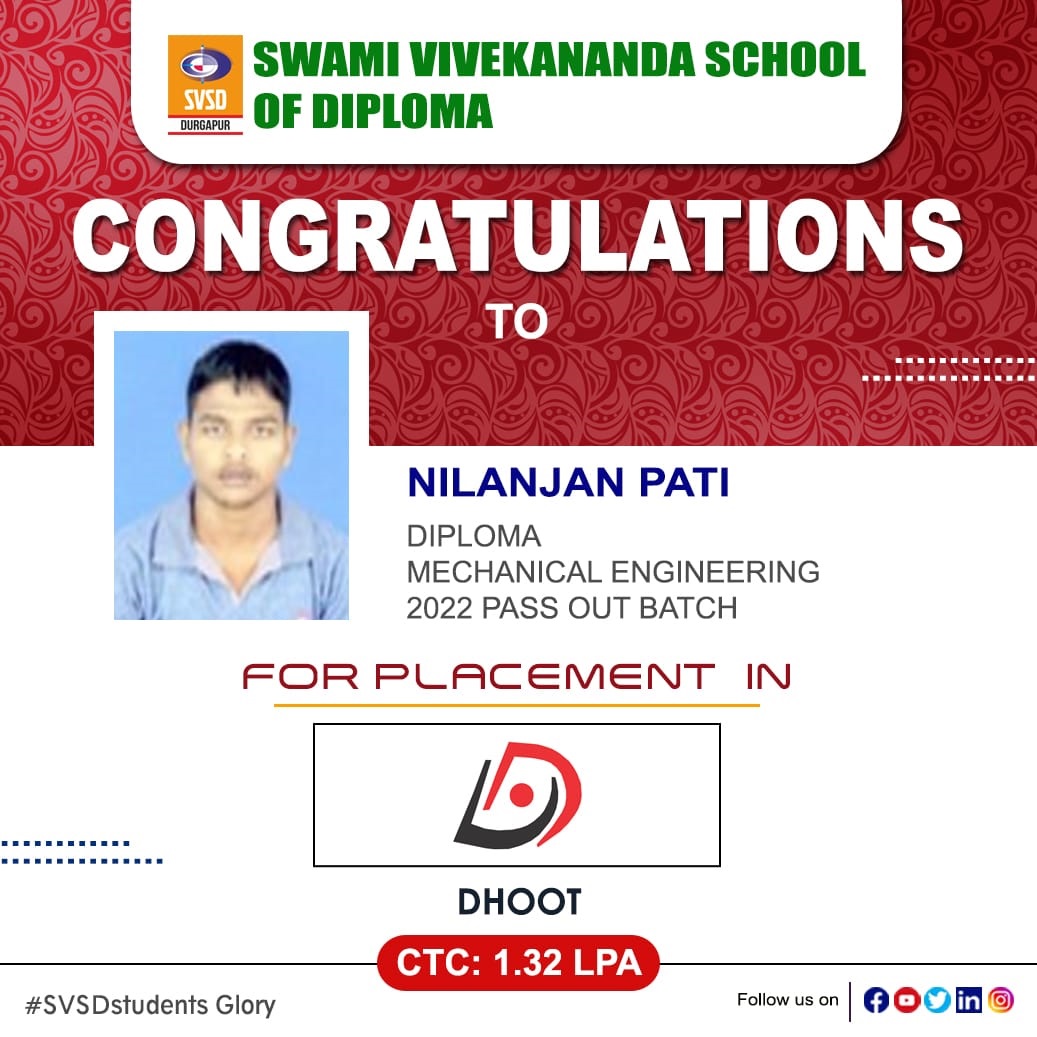 SVSD
DURGAPUR
SWAMI VIVEKANANDA SCHOOL
OF DIPLOMA
CONGRATULATIONS
TO
NILANJAN PATI
DIPLOMA
MECHANICAL ENGINEERING
2022 PASS OUT BATCH
FOR PLACEMENT IN
DHOOT
CTC: 1.32 LPA
#SVSDstudents Glory
Follow us on